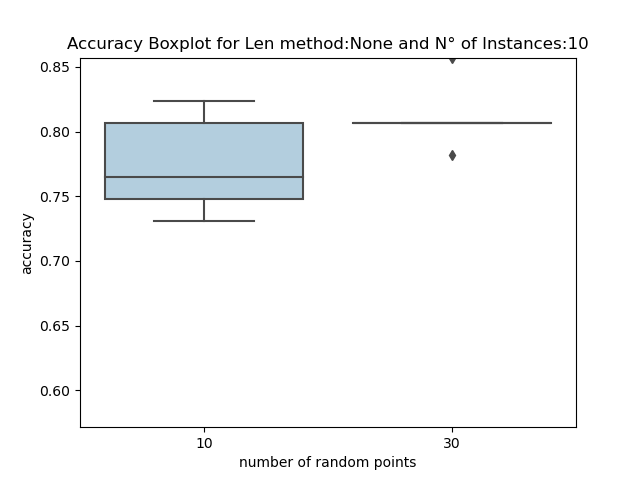 Accuracy Boxplot for Len method:None and N° of Instances:10
0.85
0.80
0.75
0.70
0.65
0.60
accuracy
10 30
number of random points